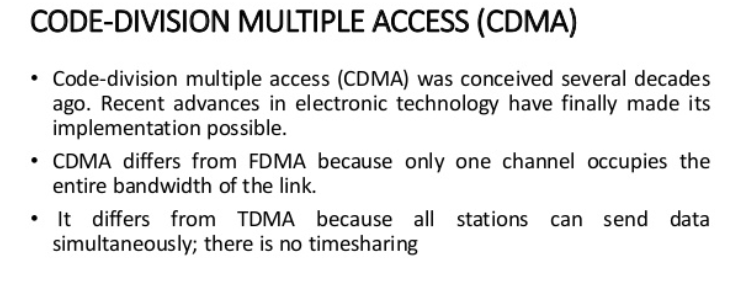 CODE-DIVISION MULTIPLE ACCESS (CDMA)
• Code-division multiple access (CDMA) was conceived several decades
ago. Recent advances in electronic technology have finally made its
implementation possible.
• CDMA differs from FDMA because only one channel occupies the
entire bandwidth of the link.
• It differs from TDMA because all stations can send data
simultaneously; there is no timesharing